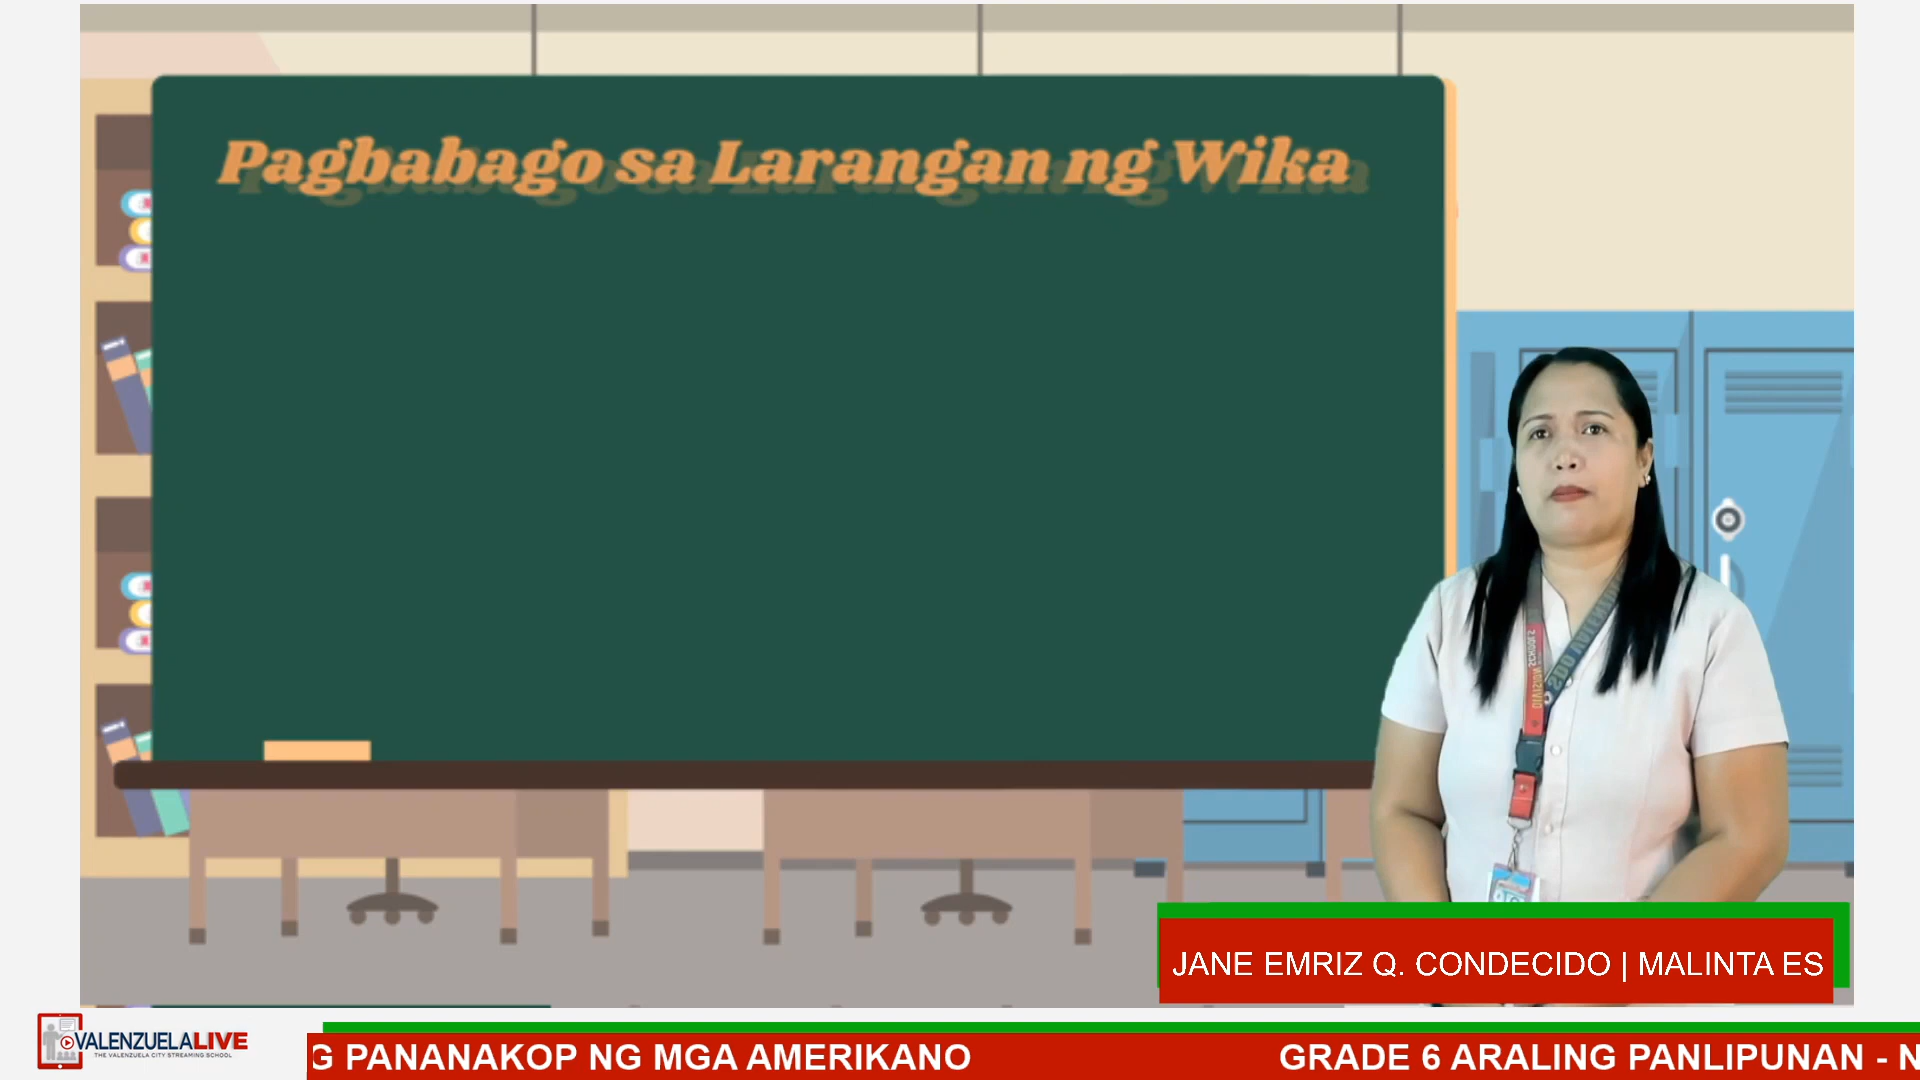 Pagbabago sa Larangan ng Wika
JANE EMRIZ Q. CONDECIDO | MALINTA ES
VALENZUELALIVE
THE VALENZUELA CITY STREAMING SCHOOL
G PANANAKOP NG MGA AMERIKANO
GRADE 6 ARALING PANLIPUNAN - N